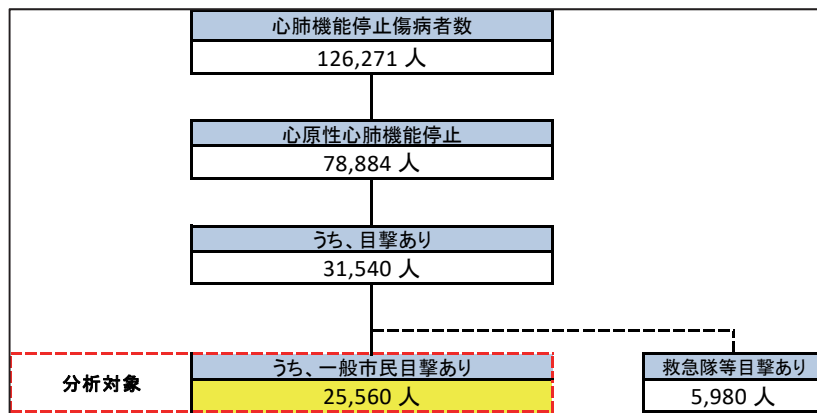 心肺機能停止傷病者数
126,271 人
心原性心肺機能停止
78,884 人
うち、目撃あり
31,540 人
分析対象
うち、一般市民目撃あり
25,560 人
救急隊等目撃あり
5,980 人